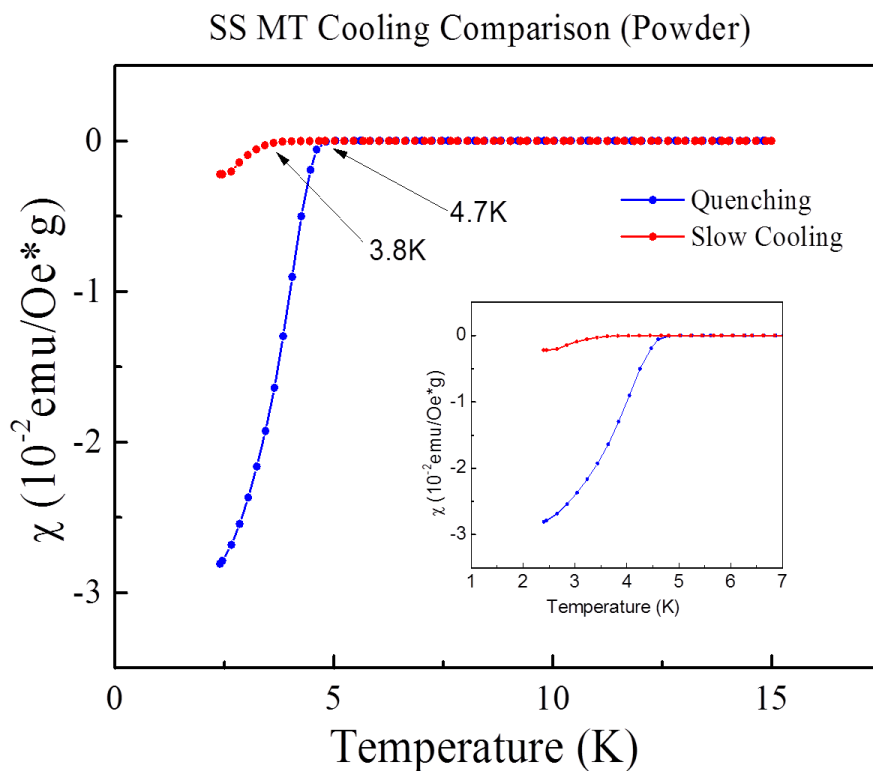 SS MT Cooling Comparison (Powder)
0
-1
-2
-3
χ (10⁻²emu/Oe*g)
3.8K
4.7K
Quenching
Slow Cooling
0
-1
-2
-3
χ (10⁻²emu/Oe*g)
1 2 3 4 5 6 7
Temperature (K)
0 5 10 15
Temperature (K)